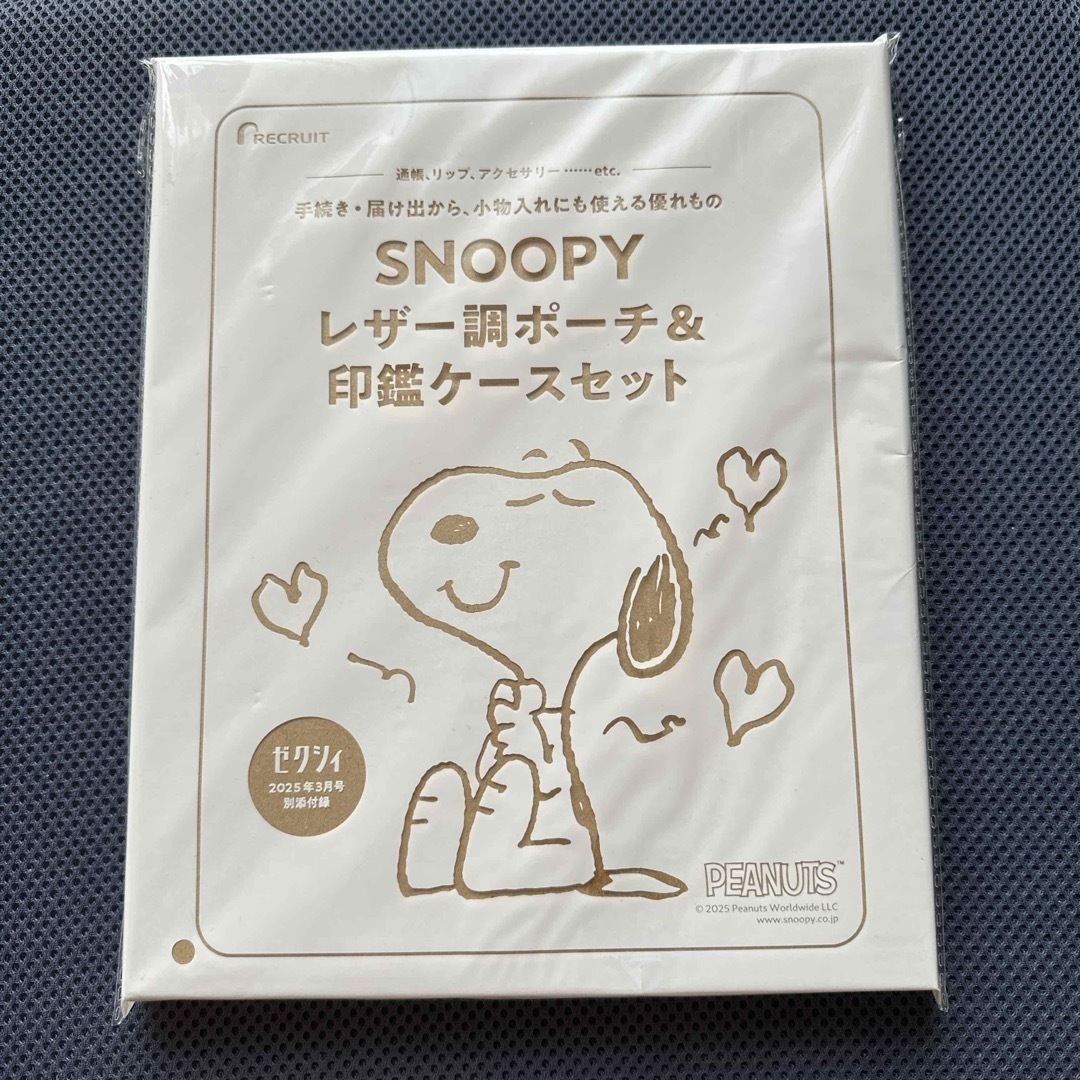 RECRUIT
通帳、リップ、アクセサリー……etc.
手続き・届け出から、小物入れにも使える優れもの
SNOOPY
レザー調ポーチ&
印鑑ケースセット
ゼクシィ
2025年3月号
別添付録
PEANUTS™
© 2025 Peanuts Worldwide LLC
www.snoopy.co.jp